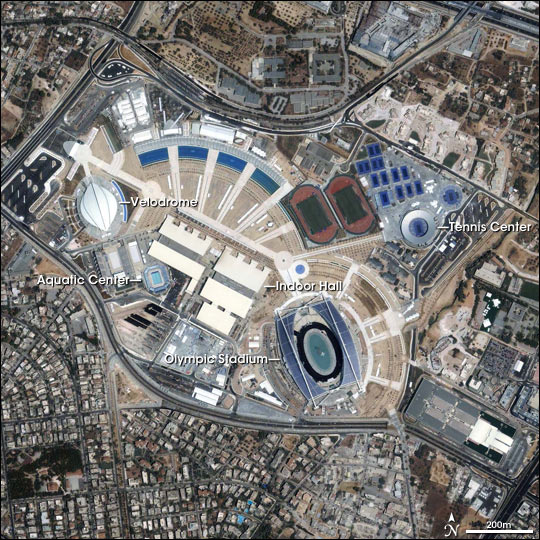 Velodrome
Tennis Center
Aquatic Center
Indoor Hall
Olympic Stadium
N
200m